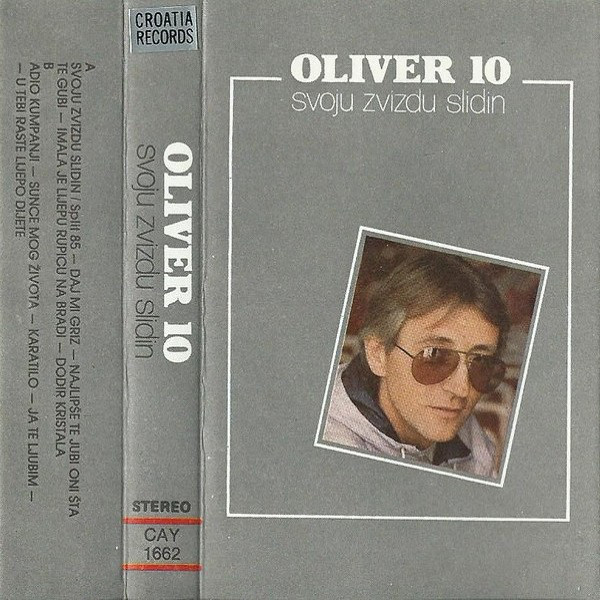 A
SVOJU ZVIZDU SLIDIN / Split 85 — DAJ MI GRIZ — NAJLIPŠE TE JUBI ONI ŠTA
TE GUBI — IMALA JE LIJEPU RUPICU NA BRADI — DODIR KRISTALA
B
ADIO KUMPANJI — SUNCE MOG ŽIVOTA — KARATILO — JA TE LJUBIM —
— U TEBI RASTE LIJEPO DIJETE
CROATIA
RECORDS
OLIVER 10
svoju zvizdu slidin
STEREO
CAY
1662
OLIVER 10
svoju zvizdu slidin